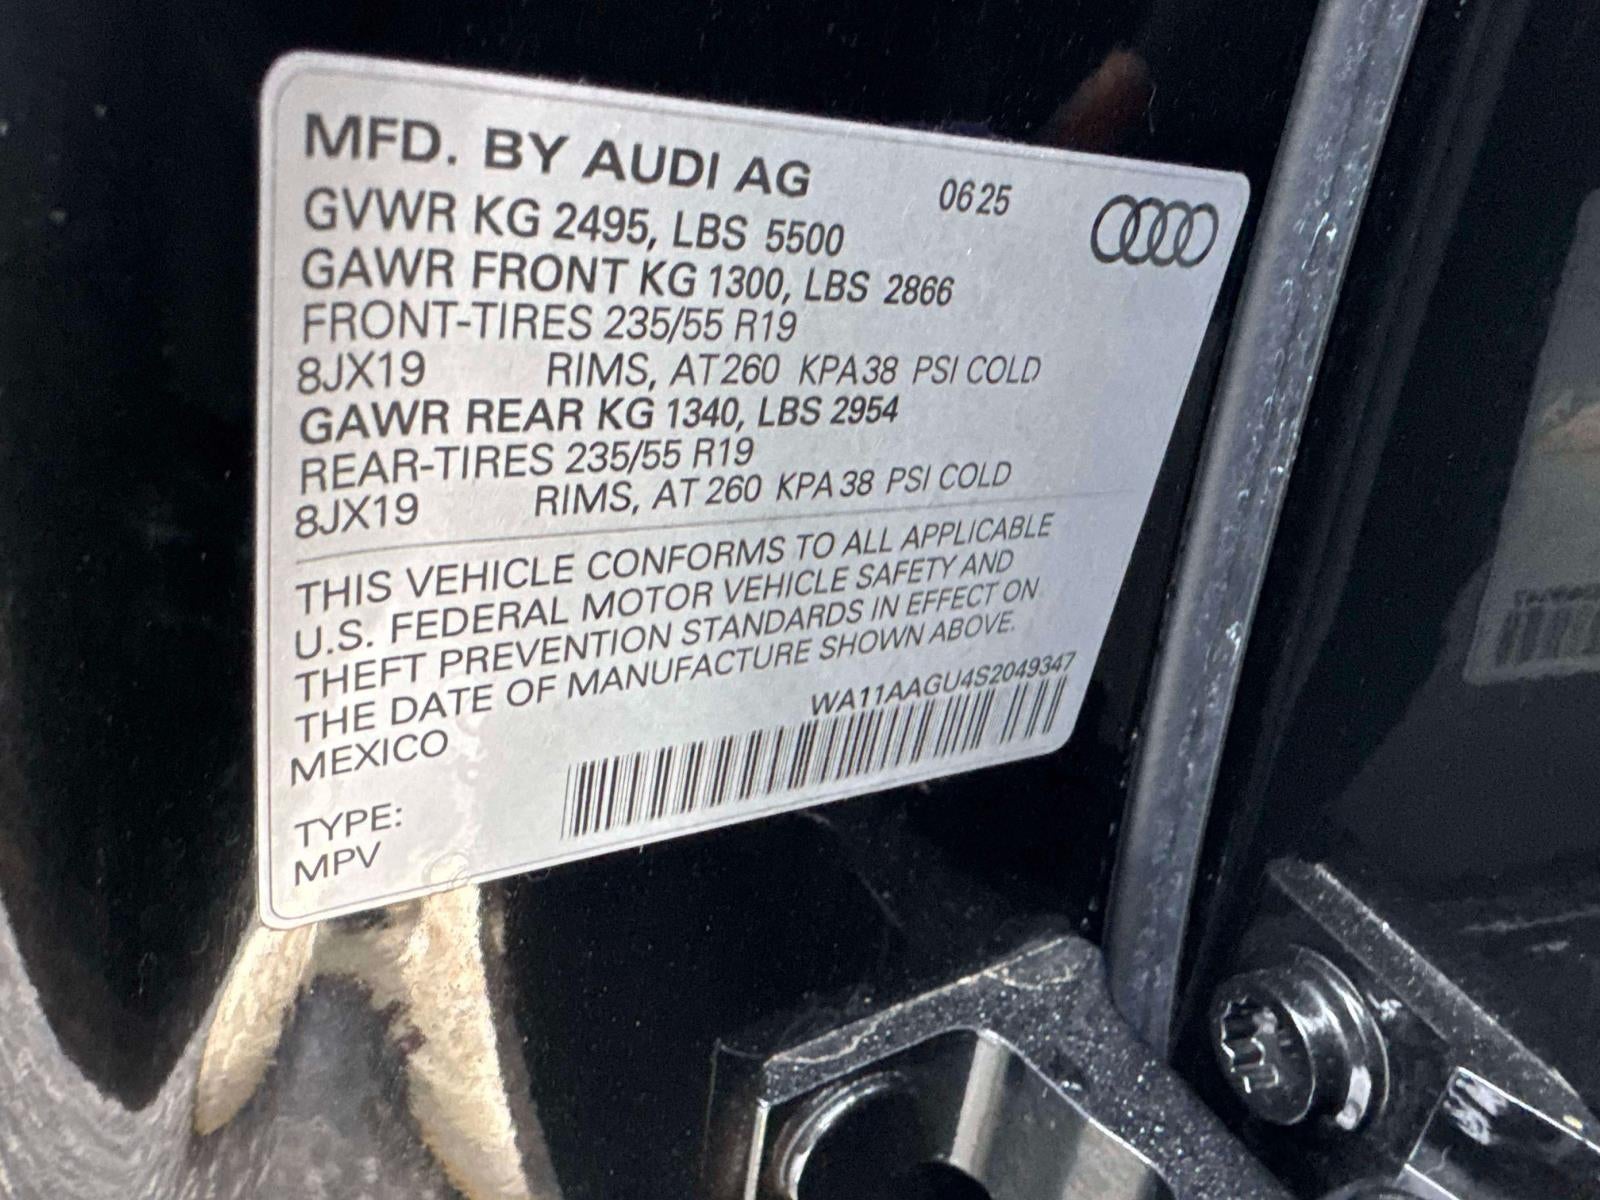 MFD. BY AUDI AG 06 25
GVWR KG 2495, LBS 5500
GAWR FRONT KG 1300, LBS 2866
FRONT-TIRES 235/55 R19
8JX19 RIMS, AT 260 KPA 38 PSI COLD
GAWR REAR KG 1340, LBS 2954
REAR-TIRES 235/55 R19
8JX19 RIMS, AT 260 KPA 38 PSI COLD
THIS VEHICLE CONFORMS TO ALL APPLICABLE
U.S. FEDERAL MOTOR VEHICLE SAFETY AND
THEFT PREVENTION STANDARDS IN EFFECT ON
THE DATE OF MANUFACTURE SHOWN ABOVE.
MEXICO WA11AAGU4S2049347
TYPE:
MPV